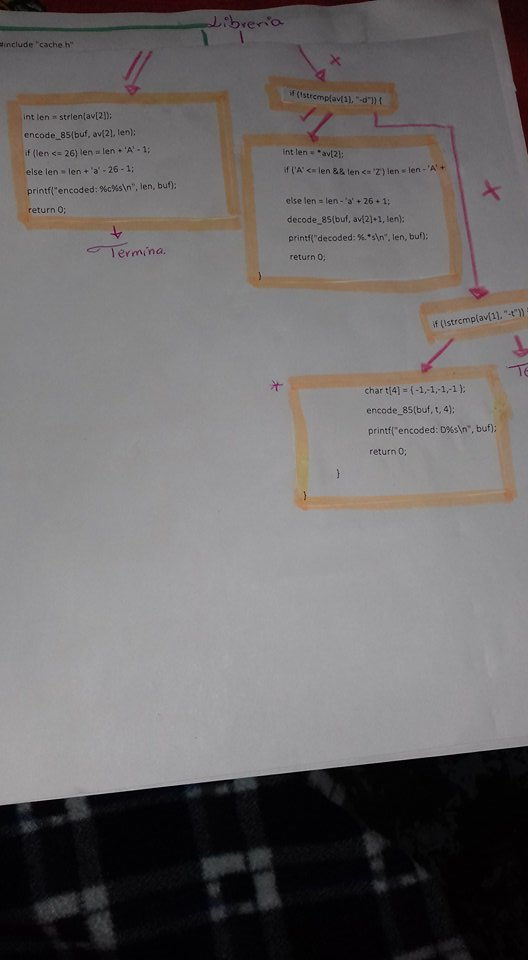 Libreria
#include "cache.h"
int len = strlen(av[2]);
encode_85(buf, av[2], len);
if (len <= 26) len = len + 'A' - 1;
else len = len + 'a' - 26 - 1;
printf("encoded: %c%s\n", len, buf);
return 0;
Termina.
if (!strcmp(av[1], "-d")) {
int len = *av[2];
if ('A' <= len && len <= 'Z') len = len - 'A' +
else len = len - 'a' + 26 + 1;
decode_85(buf, av[2]+1, len);
printf("decoded: %.*s\n", len, buf);
return 0;
}
if (!strcmp(av[1], "-t")) {
Te
char t[4] = { -1,-1,-1,-1 };
encode_85(buf, t, 4);
printf("encoded: D%s\n", buf);
return 0;
}
}